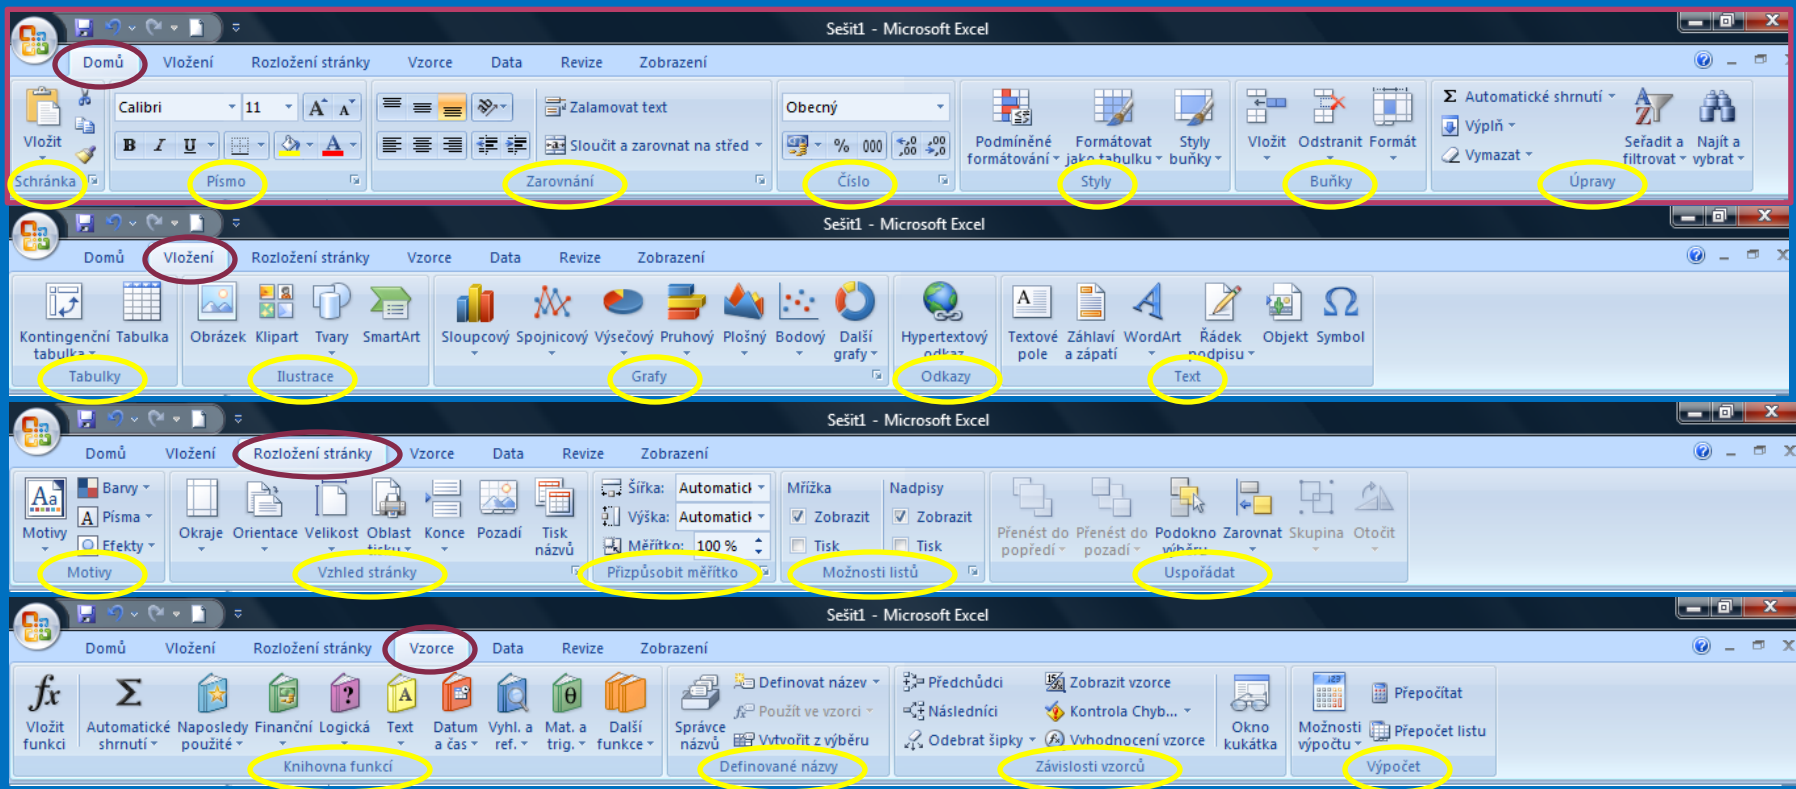 Sešit1 - Microsoft Excel
Domů Vložení Rozložení stránky Vzorce Data Revize Zobrazení
Calibri 11 A A Zalamovat text Obecný Σ Automatické shrnutí
Vložit B I U A Sloučit a zarovnat na střed % 000 ,00 ,00 Podmíněné formátování Formátovat jako tabulku Styly buňky Vložit Odstranit Formát Výplň Vymazat Seřadit a filtrovat Najít a vybrat
Schránka Písmo Zarovnání Číslo Styly Buňky Úpravy
Sešit1 - Microsoft Excel
Domů Vložení Rozložení stránky Vzorce Data Revize Zobrazení
Kontingenční tabulka Tabulka Obrázek Klipart Tvary SmartArt Sloupcový Spojnicový Výsečový Pruhový Plošný Bodový Další grafy Hypertextový odkaz Textové pole Záhlaví a zápatí WordArt Řádek podpisu Objekt Symbol
Tabulky Ilustrace Grafy Odkazy Text
Sešit1 - Microsoft Excel
Domů Vložení Rozložení stránky Vzorce Data Revize Zobrazení
Aa Barvy Šířka: Automatick Mřížka Nadpisy
A Písma Výška: Automatick Zobrazit Zobrazit
Motivy Efekty Okraje Orientace Velikost Oblast tisku Konce Pozadí Tisk názvů Měřítko: 100 % Tisk Tisk Přenést do popředí Přenést do pozadí Podokno výběru Zarovnat Skupina Otočit
Motivy Vzhled stránky Přizpůsobit měřítko Možnosti listů Uspořádat
Sešit1 - Microsoft Excel
Domů Vložení Rozložení stránky Vzorce Data Revize Zobrazení
fx Σ ? A θ Definovat název Předchůdci Zobrazit vzorce Přepočítat
Použít ve vzorci Následníci Kontrola Chyb...
Vložit funkci Automatické shrnutí Naposledy použité Finanční Logická Text Datum a čas Vyhl. a ref. Mat. a trig. Další funkce Správce názvů Vytvořit z výběru Odebrat šipky Vyhodnocení vzorce Okno kukátka Možnosti výpočtu Přepočet listu
Knihovna funkcí Definované názvy Závislosti vzorců Výpočet